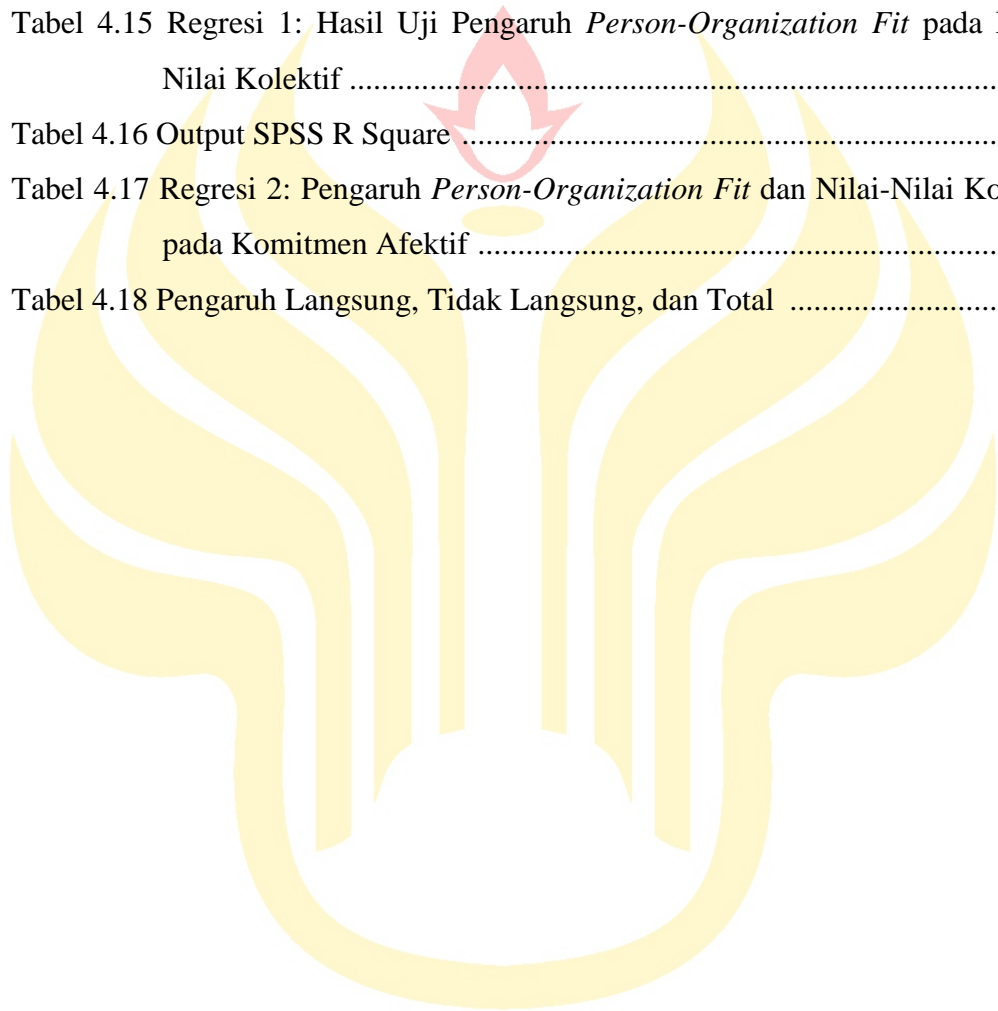 Tabel 4.15 Regresi 1: Hasil Uji Pengaruh Person-Organization Fit pada
Nilai Kolektif ................................................................................
Tabel 4.16 Output SPSS R Square ..................................................................
Tabel 4.17 Regresi 2: Pengaruh Person-Organization Fit dan Nilai-Nilai
pada Komitmen Afektif ................................................................
Tabel 4.18 Pengaruh Langsung, Tidak Langsung, dan Total .........................